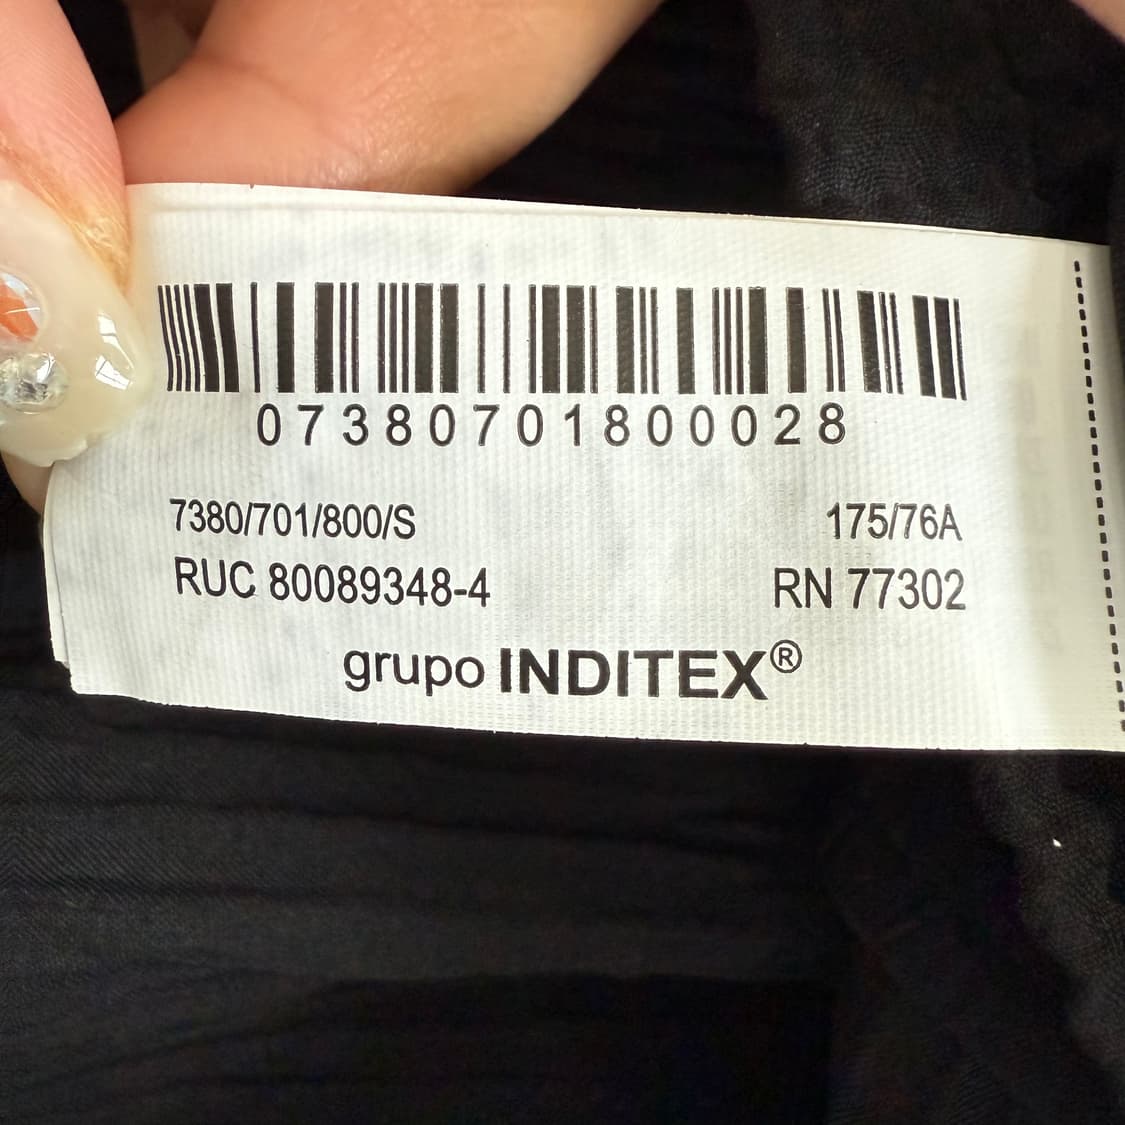 07380701800028
7380/701/800/S 175/76A
RUC 80089348-4 RN 77302
grupo INDITEX®